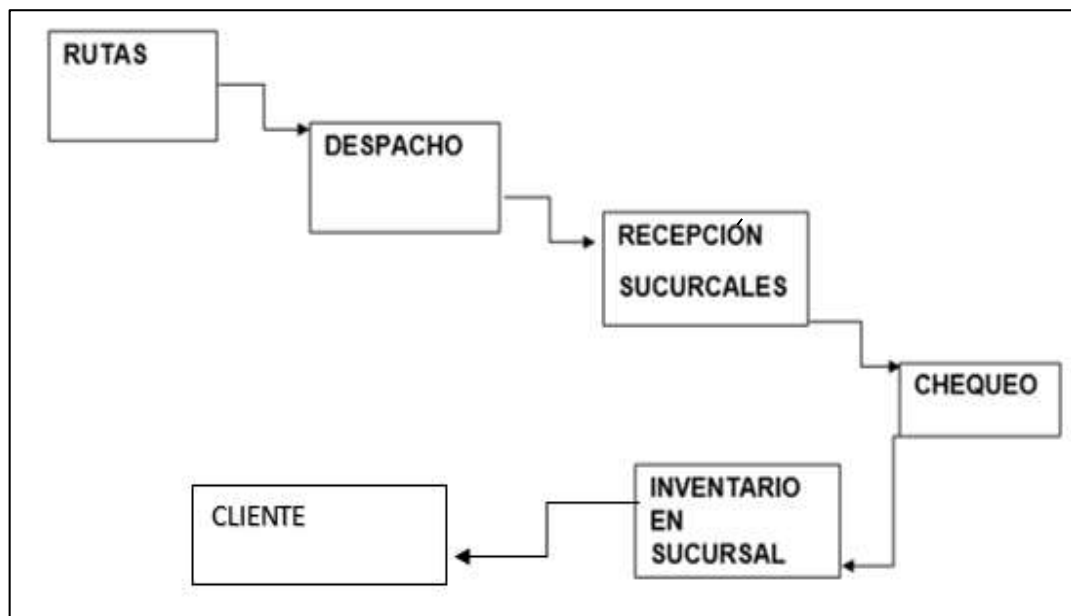 RUTAS
DESPACHO
RECEPCIÓN
SUCURCALES
CHEQUEO
INVENTARIO
EN
SUCURSAL
CLIENTE